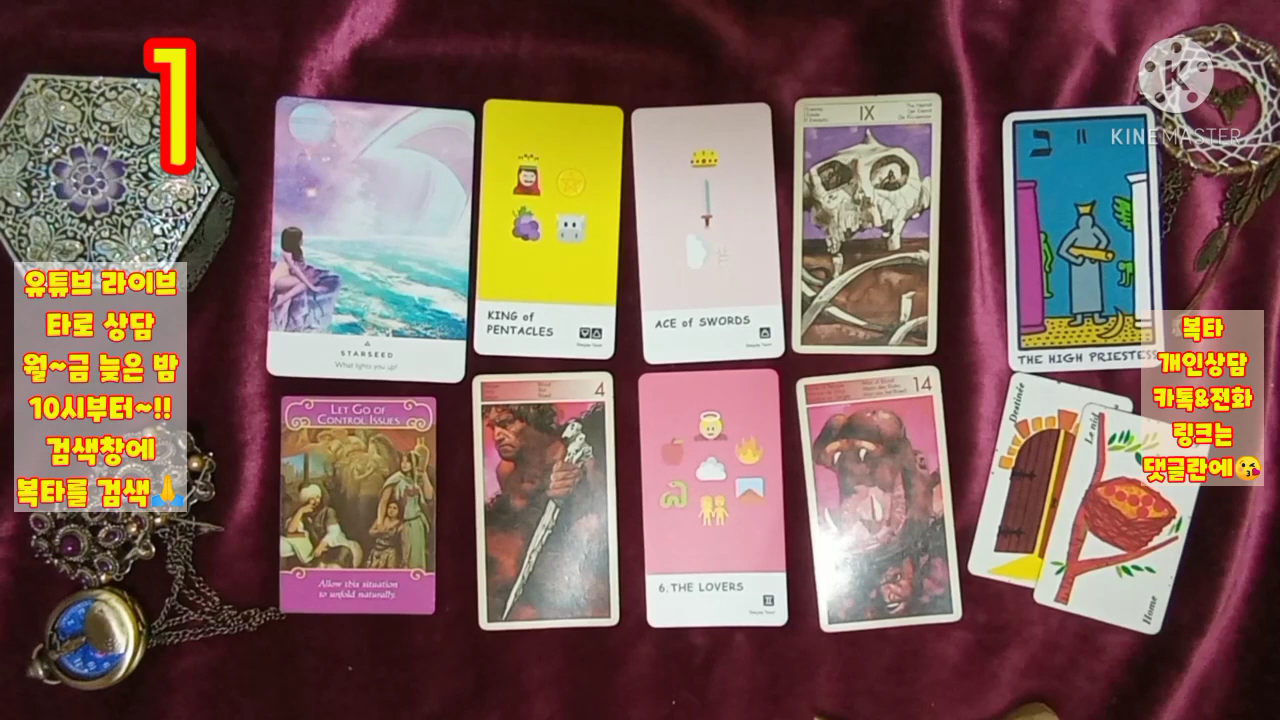 1
유튜브 라이브
타로 상담
월~금 늦은 밤
10시부터~!!
검색창에
복타를 검색🙏
STARSEED
What lights you up?
KING of
PENTACLES
ACE of SWORDS
IX
The Hermit
KINEMASTER
THE HIGH PRIESTESS
복타
개인상담
카톡&전화
링크는
댓글란에😘
LET GO OF
CONTROL ISSUES
Allow this situation
to unfold naturally.
4
6.THE LOVERS
14
Destinée
Le nid
Home